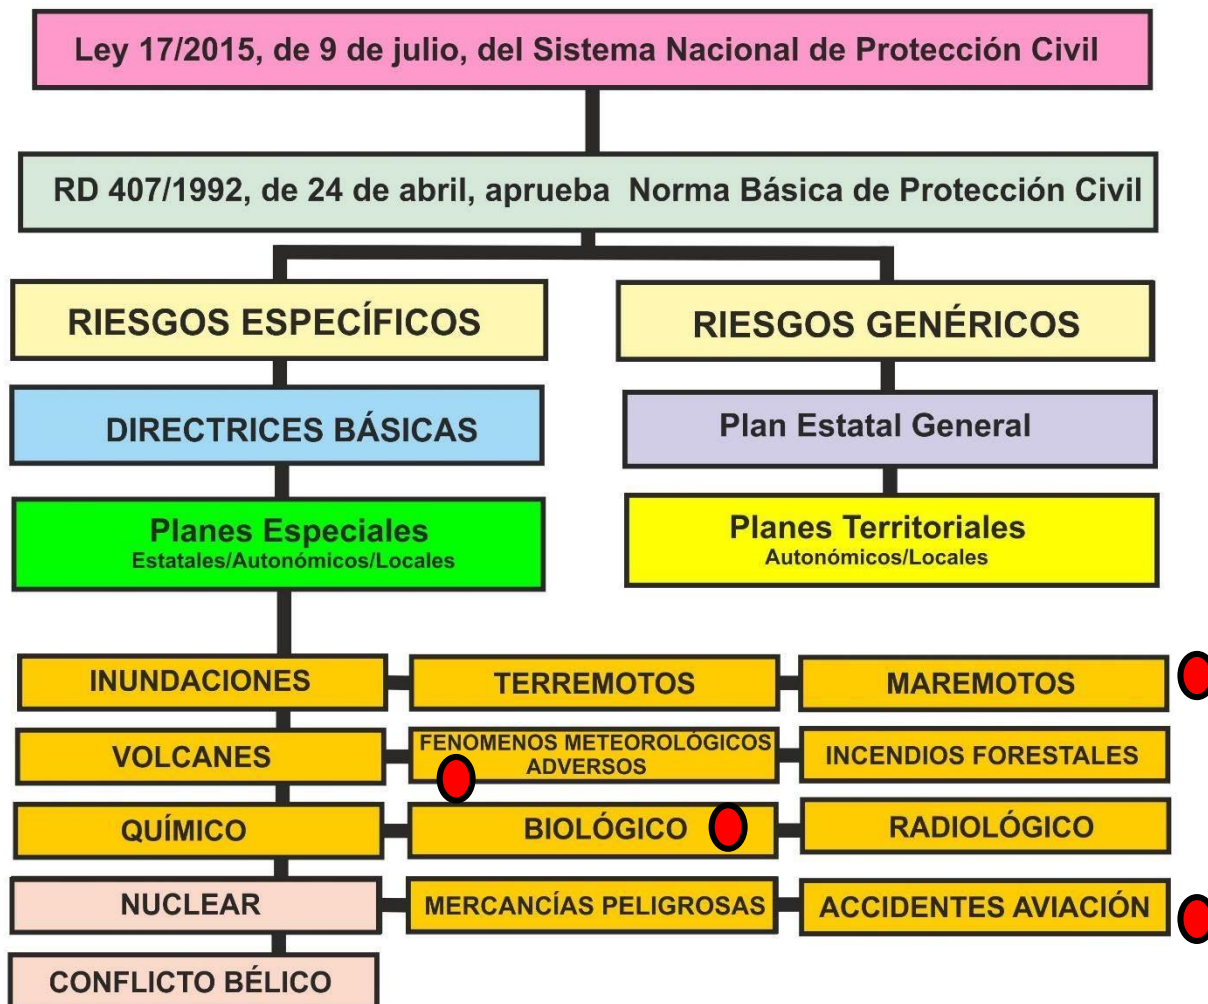 Ley 17/2015, de 9 de julio, del Sistema Nacional de Protección Civil
RD 407/1992, de 24 de abril, aprueba Norma Básica de Protección Civil
RIESGOS ESPECÍFICOS
RIESGOS GENÉRICOS
DIRECTRICES BÁSICAS
Plan Estatal General
Planes Especiales
Estatales/Autonómicos/Locales
Planes Territoriales
Autonómicos/Locales
INUNDACIONES
TERREMOTOS
MAREMOTOS
VOLCANES
FENOMENOS METEOROLÓGICOS
ADVERSOS
INCENDIOS FORESTALES
QUÍMICO
BIOLÓGICO
RADIOLÓGICO
NUCLEAR
MERCANCÍAS PELIGROSAS
ACCIDENTES AVIACIÓN
CONFLICTO BÉLICO